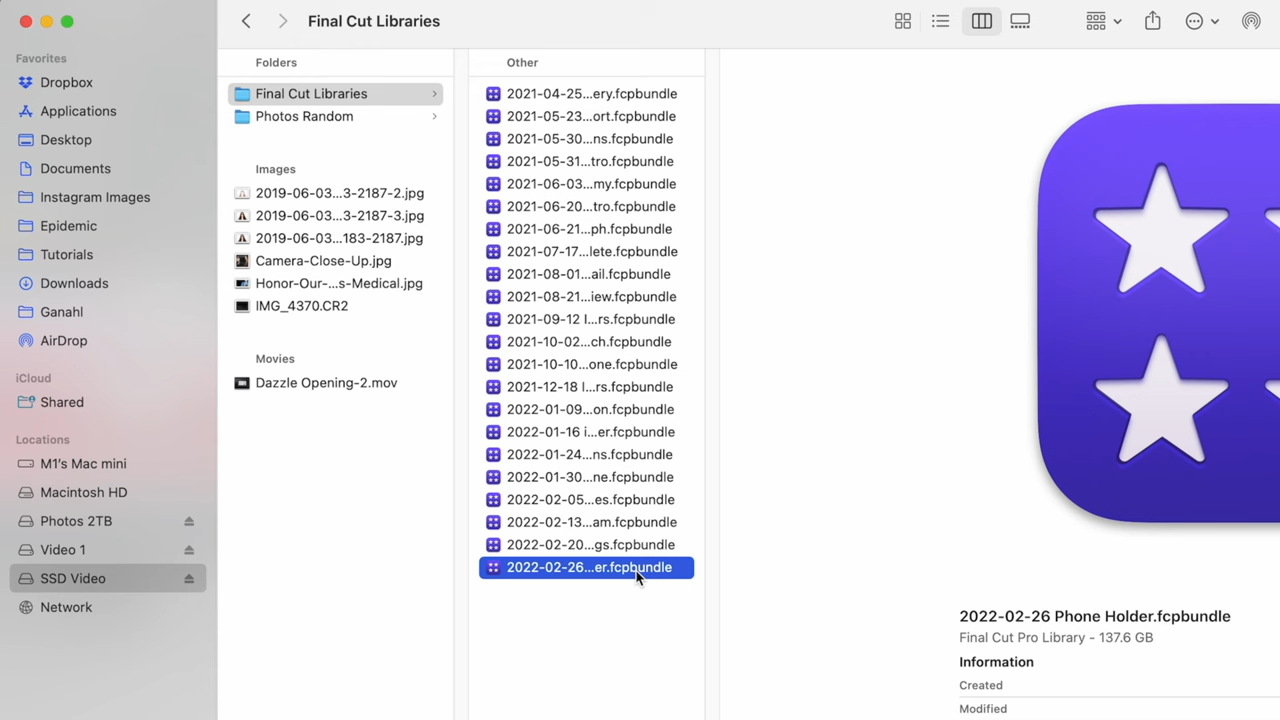 Final Cut Libraries
Favorites
Dropbox
Applications
Desktop
Documents
Instagram Images
Epidemic
Tutorials
Downloads
Ganahl
AirDrop
iCloud
Shared
Locations
M1's Mac mini
Macintosh HD
Photos 2TB
Video 1
SSD Video
Network
Folders
Final Cut Libraries
Photos Random
Images
2019-06-03...3-2187-2.jpg
2019-06-03...3-2187-3.jpg
2019-06-03...183-2187.jpg
Camera-Close-Up.jpg
Honor-Our-...s-Medical.jpg
IMG_4370.CR2
Movies
Dazzle Opening-2.mov
Other
2021-04-25...ery.fcpbundle
2021-05-23...ort.fcpbundle
2021-05-30...ns.fcpbundle
2021-05-31...tro.fcpbundle
2021-06-03...my.fcpbundle
2021-06-20...tro.fcpbundle
2021-06-21...ph.fcpbundle
2021-07-17...lete.fcpbundle
2021-08-01...ail.fcpbundle
2021-08-21...iew.fcpbundle
2021-09-12 I...rs.fcpbundle
2021-10-02...ch.fcpbundle
2021-10-10...one.fcpbundle
2021-12-18 I...rs.fcpbundle
2022-01-09...on.fcpbundle
2022-01-16 i...er.fcpbundle
2022-01-24...ns.fcpbundle
2022-01-30...ne.fcpbundle
2022-02-05...es.fcpbundle
2022-02-13...am.fcpbundle
2022-02-20...gs.fcpbundle
2022-02-26...er.fcpbundle
2022-02-26 Phone Holder.fcpbundle
Final Cut Pro Library - 137.6 GB
Information
Created
Modified